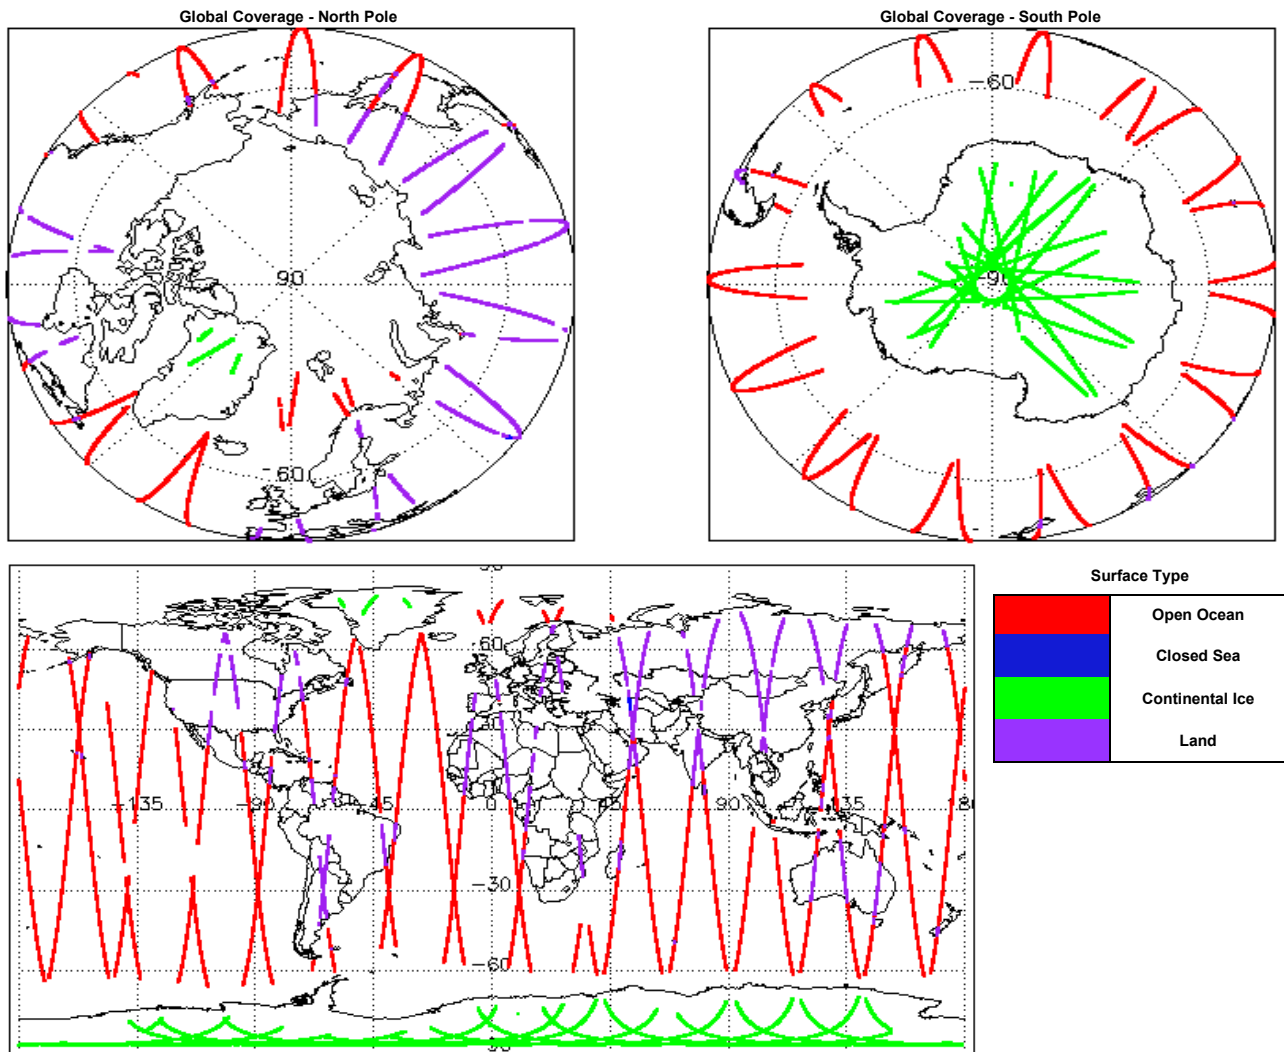 Global Coverage - North Pole
Global Coverage - South Pole
90
-60
-60
-90
60
-135
-90
-45
0
45
90
135
-30
-60
Surface Type
Open Ocean
Closed Sea
Continental Ice
Land